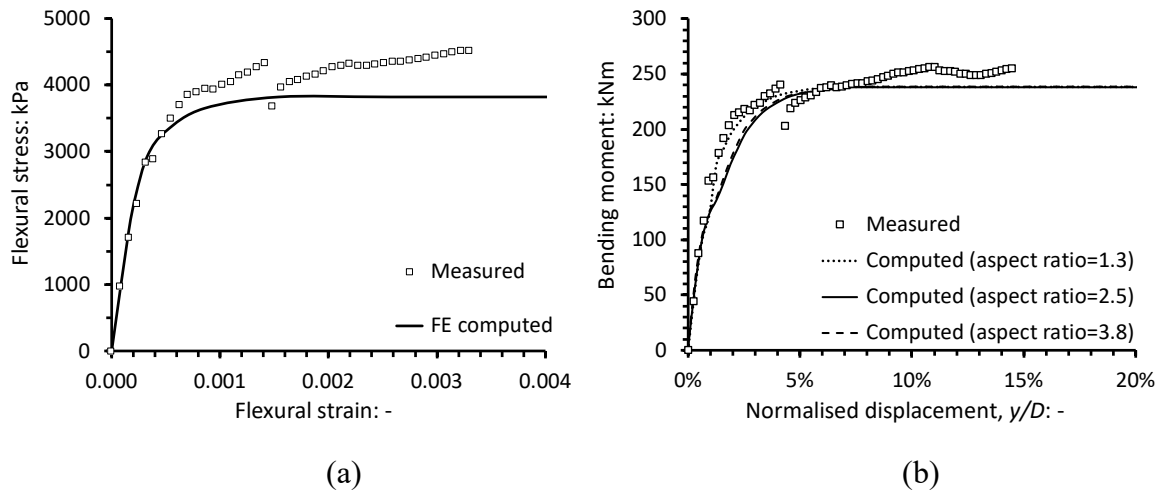 5000
4000
3000
2000
1000
0
0.000 0.001 0.002 0.003 0.004
Flexural stress: kPa
Flexural strain: -
Measured
FE computed
(a)
300
250
200
150
100
50
0
0% 5% 10% 15% 20%
Bending moment: kNm
Normalised displacement, y/D: -
Measured
Computed (aspect ratio=1.3)
Computed (aspect ratio=2.5)
Computed (aspect ratio=3.8)
(b)